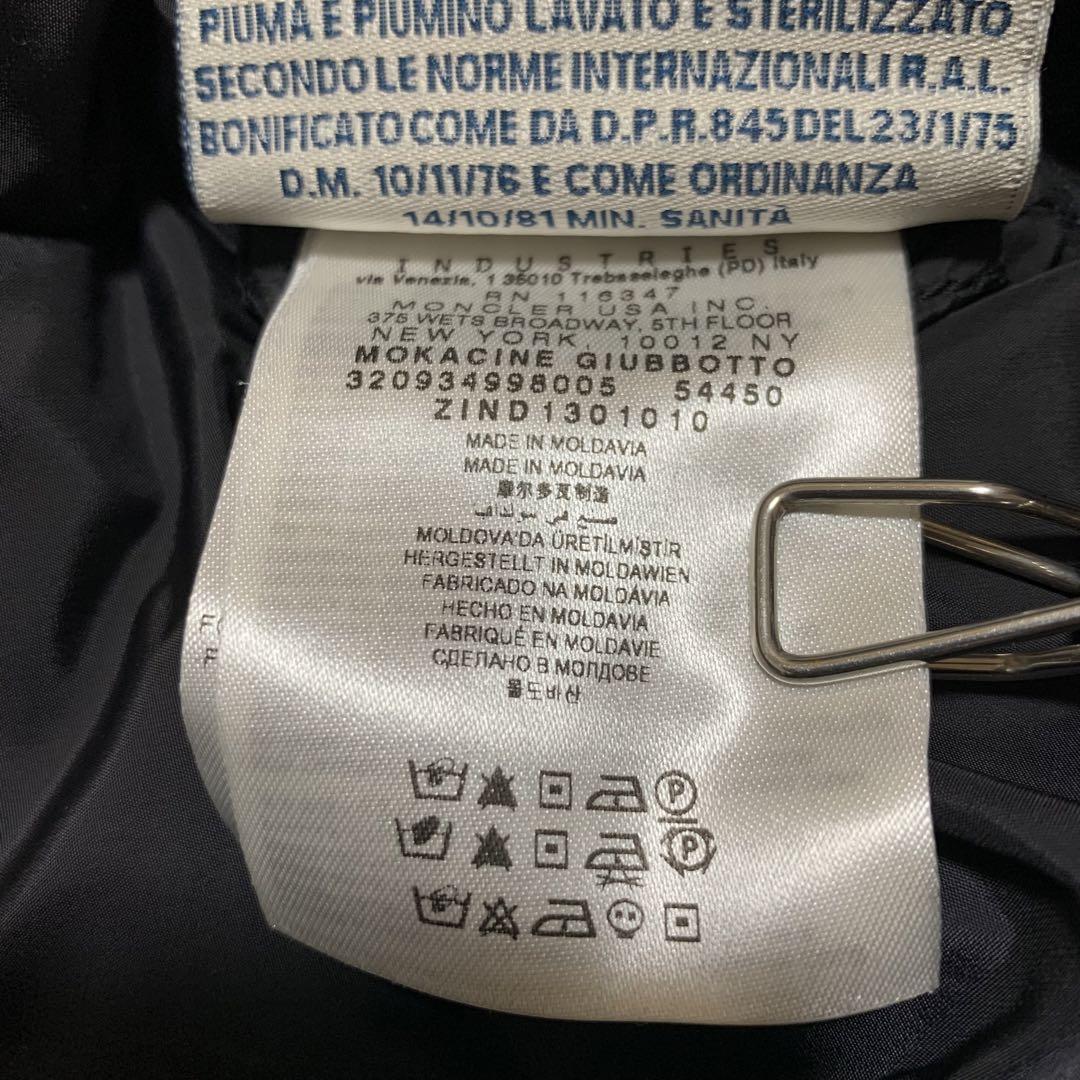 PIUMA E PIUMINO LAVATO E STERILIZZATO
SECONDO LE NORME INTERNAZIONALI R.A.L.
BONIFICATO COME DA D.P.R. 845 DEL 23/1/75
D.M. 10/11/76 E COME ORDINANZA
14/10/81 MIN. SANITÀ
INDUSTRIES
via Venezia, 1 35010 Trebaseleghe (PD) Italy
RN 116347
MONCLER USA INC.
375 WETS BROADWAY, 5TH FLOOR
NEW YORK, 10012 NY
MOKACINE GIUBBOTTO
320934998005 54450
ZIND1301010
MADE IN MOLDAVIA
MADE IN MOLDAVIA
摩尔多瓦制造
صنع في مولداف
MOLDOVA'DA ÜRETİLMİŞTİR
HERGESTELLT IN MOLDAWIEN
FABRICADO NA MOLDAVIA
HECHO EN MOLDAVIA
FABRIQUÉ EN MOLDAVIE
СДЕЛАНО В МОЛДОВЕ
몰도바산
P
P